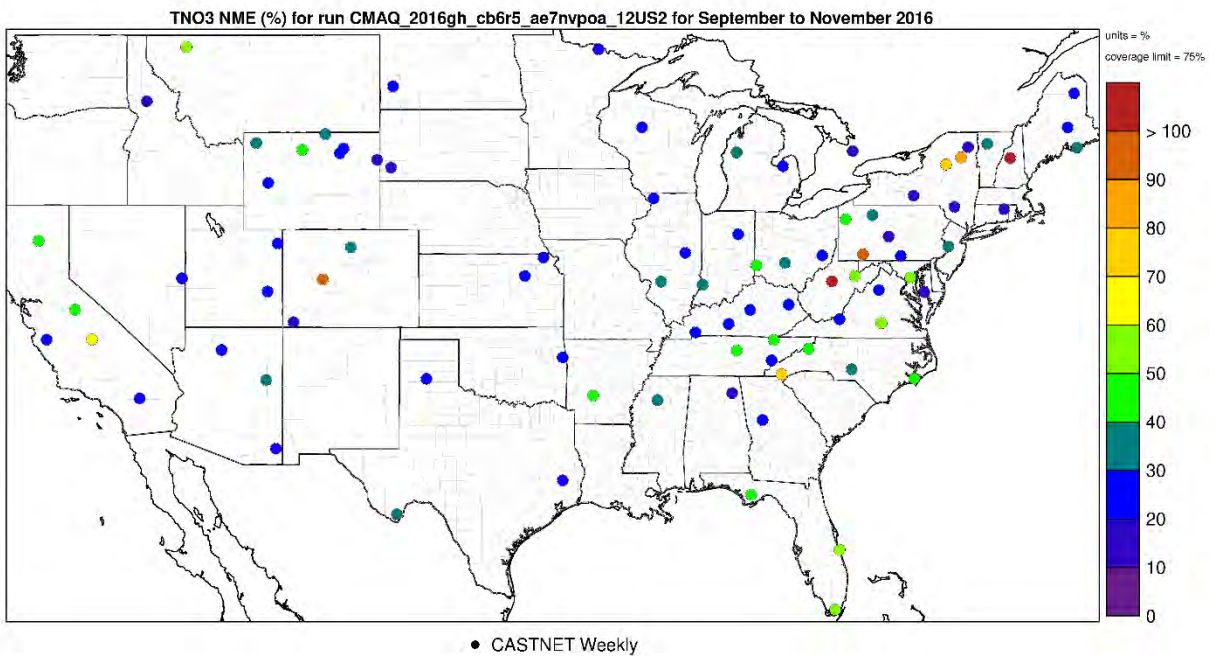 TNO3 NME (%) for run CMAQ_2016gh_cb6r5_ae7nvpoa_12US2 for September to November 2016
units = %
coverage limit = 75%
> 100
90
80
70
60
50
40
30
20
10
0
CASTNET Weekly